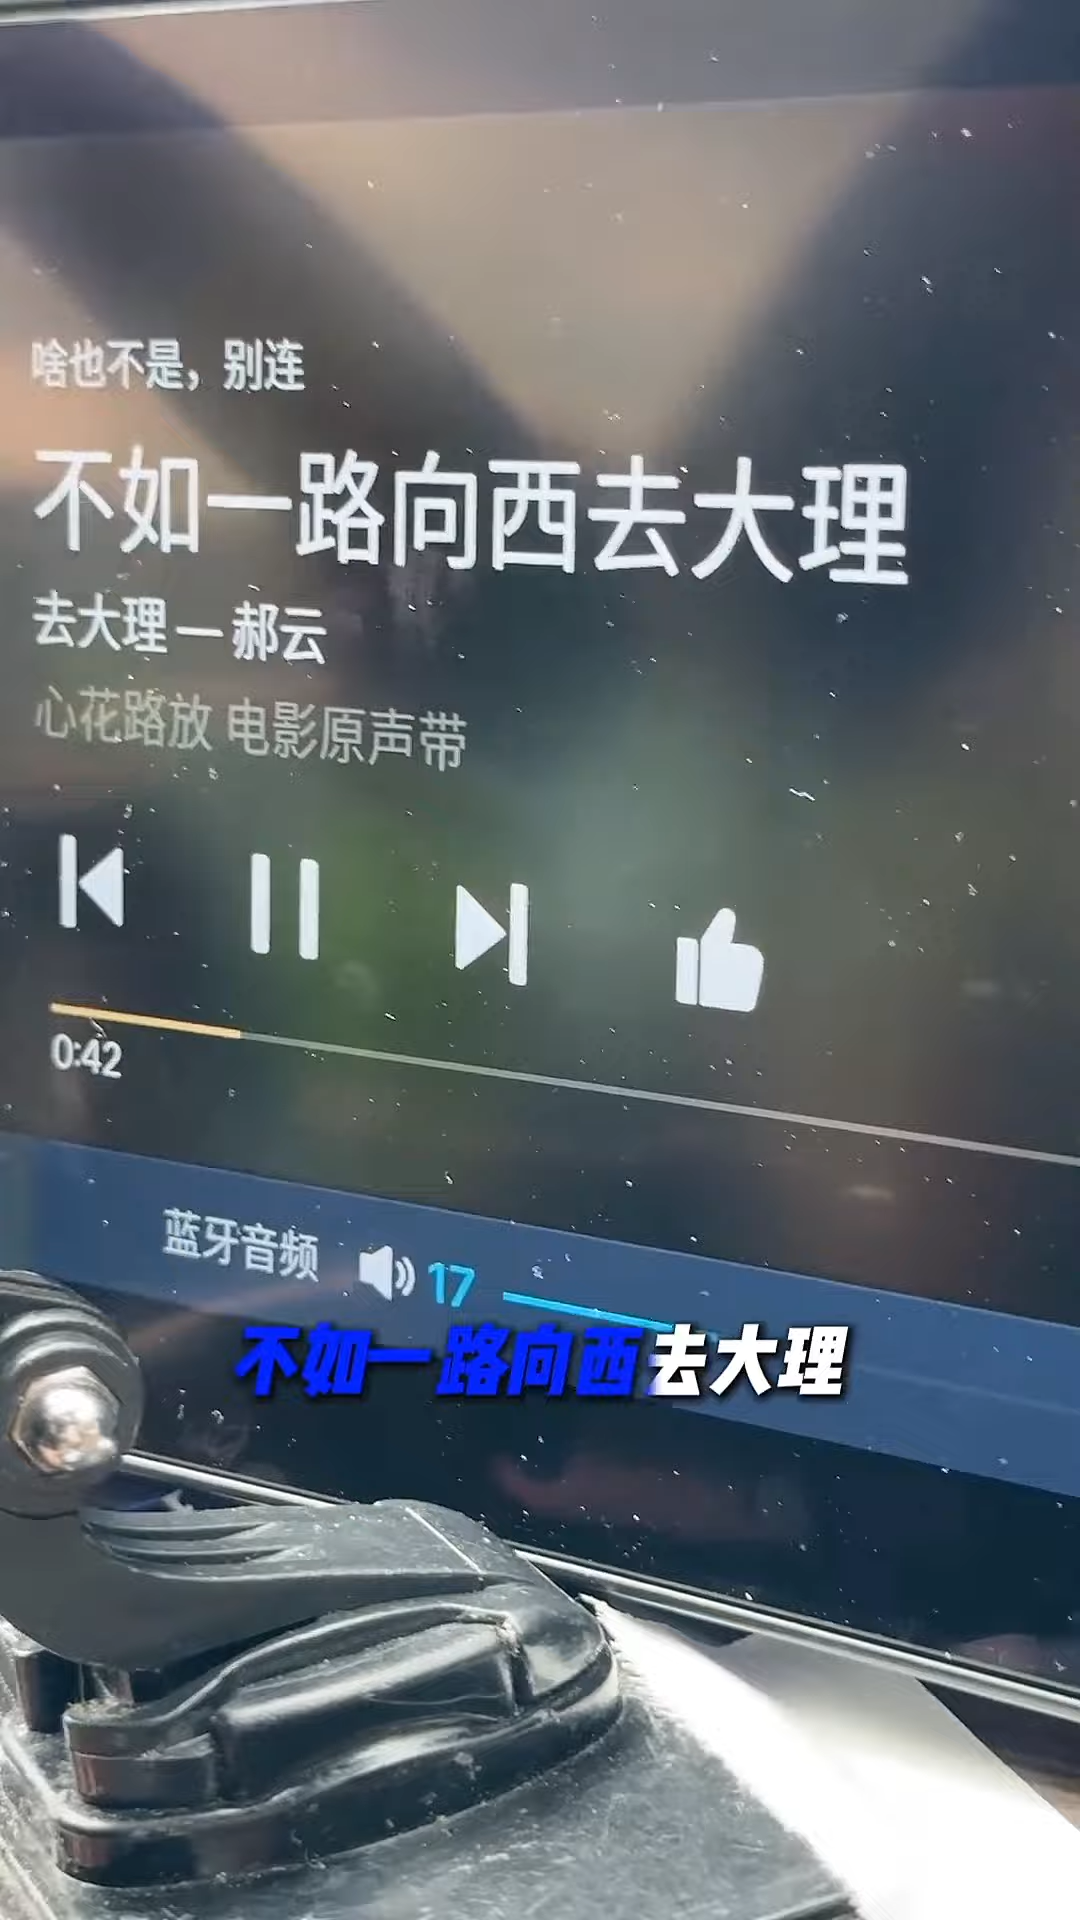 啥也不是，别连
不如一路向西去大理
去大理 — 郝云
心花路放 电影原声带
0:42
蓝牙音频 17
不如一路向西去大理